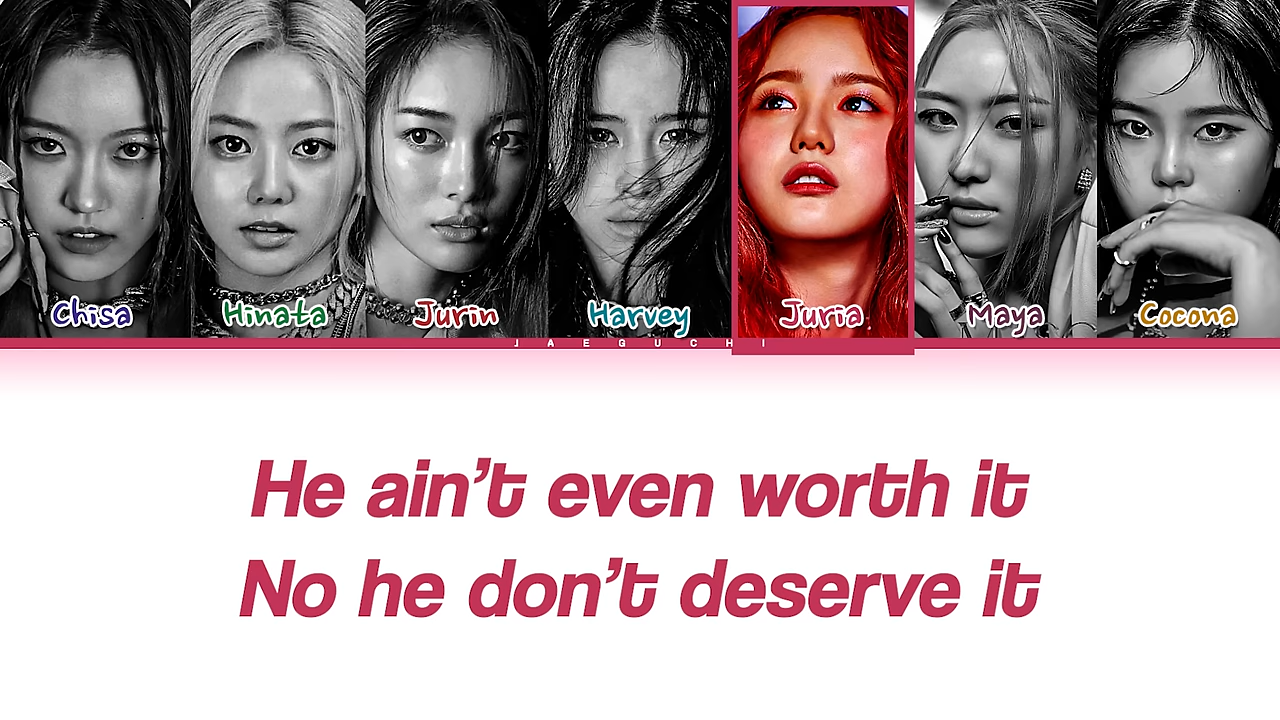 Chisa Hinata Jurin Harvey Juria Maya Cocona
JAEGUCHI
He ain't even worth it
No he don't deserve it